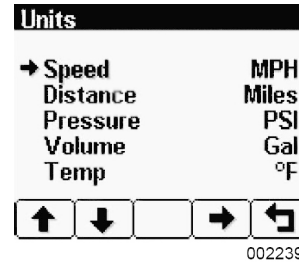 Units
Speed MPH
Distance Miles
Pressure PSI
Volume Gal
Temp °F
002239